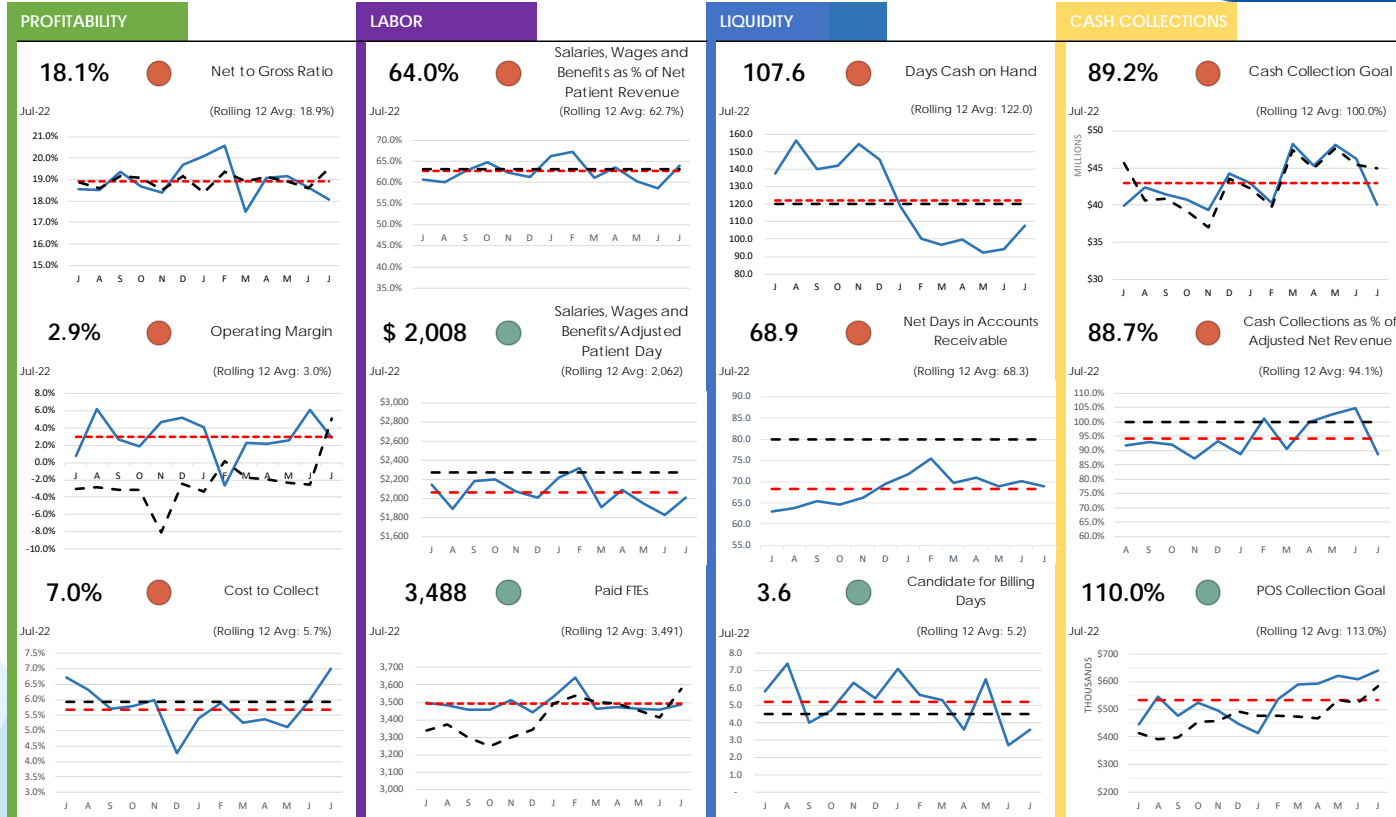 PROFITABILITY
18.1%
Net to Gross Ratio
Jul-22
(Rolling 12 Avg: 18.9%)
21.0%
20.0%
19.0%
18.0%
17.0%
16.0%
15.0%
J A S O N D J F M A M J J
2.9%
Operating Margin
Jul-22
(Rolling 12 Avg: 3.0%)
8.0%
6.0%
4.0%
2.0%
0.0%
-2.0%
-4.0%
-6.0%
-8.0%
-10.0%
J A S O N D J F M A M J J
7.0%
Cost to Collect
Jul-22
(Rolling 12 Avg: 5.7%)
7.5%
7.0%
6.5%
6.0%
5.5%
5.0%
4.5%
4.0%
3.5%
3.0%
J A S O N D J F M A M J J
LABOR
64.0%
Salaries, Wages and
Benefits as % of Net
Patient Revenue
Jul-22
(Rolling 12 Avg: 62.7%)
70.0%
65.0%
60.0%
55.0%
50.0%
45.0%
40.0%
35.0%
J A S O N D J F M A M J J
$ 2,008
Salaries, Wages and
Benefits/Adjusted
Patient Day
Jul-22
(Rolling 12 Avg: 2,062)
$3,000
$2,800
$2,600
$2,400
$2,200
$2,000
$1,800
$1,600
J A S O N D J F M A M J J
3,488
Paid FTEs
Jul-22
(Rolling 12 Avg: 3,491)
3,700
3,600
3,500
3,400
3,300
3,200
3,100
3,000
J A S O N D J F M A M J J
LIQUIDITY
107.6
Days Cash on Hand
Jul-22
(Rolling 12 Avg: 122.0)
160.0
150.0
140.0
130.0
120.0
110.0
100.0
90.0
80.0
J A S O N D J F M A M J J
68.9
Net Days in Accounts
Receivable
Jul-22
(Rolling 12 Avg: 68.3)
90.0
85.0
80.0
75.0
70.0
65.0
60.0
55.0
J A S O N D J F M A M J J
3.6
Candidate for Billing
Days
Jul-22
(Rolling 12 Avg: 5.2)
8.0
7.0
6.0
5.0
4.0
3.0
2.0
1.0
-
J A S O N D J F M A M J J
CASH COLLECTIONS
89.2%
Cash Collection Goal
Jul-22
(Rolling 12 Avg: 100.0%)
MILLIONS
$50
$45
$40
$35
$30
J A S O N D J F M A M J J
88.7%
Cash Collections as % of
Adjusted Net Revenue
Jul-22
(Rolling 12 Avg: 94.1%)
110.0%
105.0%
100.0%
95.0%
90.0%
85.0%
80.0%
75.0%
70.0%
65.0%
60.0%
A S O N D J F M A M J J
110.0%
POS Collection Goal
Jul-22
(Rolling 12 Avg: 113.0%)
THOUSANDS
$700
$600
$500
$400
$300
$200
J A S O N D J F M A M J J